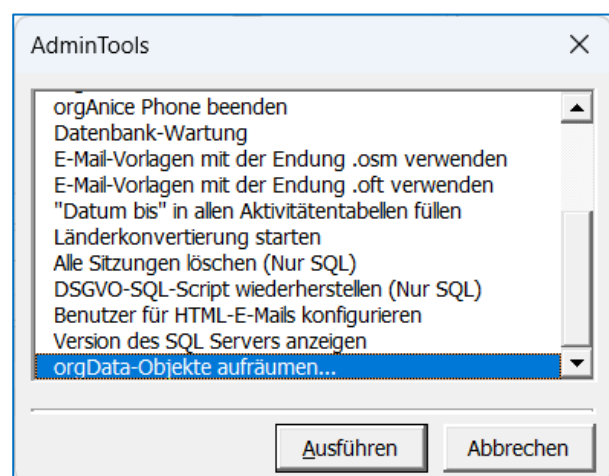 AdminTools
orgAnice Phone beenden
Datenbank-Wartung
E-Mail-Vorlagen mit der Endung .osm verwenden
E-Mail-Vorlagen mit der Endung .oft verwenden
"Datum bis" in allen Aktivitätentabellen füllen
Länderkonvertierung starten
Alle Sitzungen löschen (Nur SQL)
DSGVO-SQL-Script wiederherstellen (Nur SQL)
Benutzer für HTML-E-Mails konfigurieren
Version des SQL Servers anzeigen
orgData-Objekte aufräumen...
Ausführen
Abbrechen